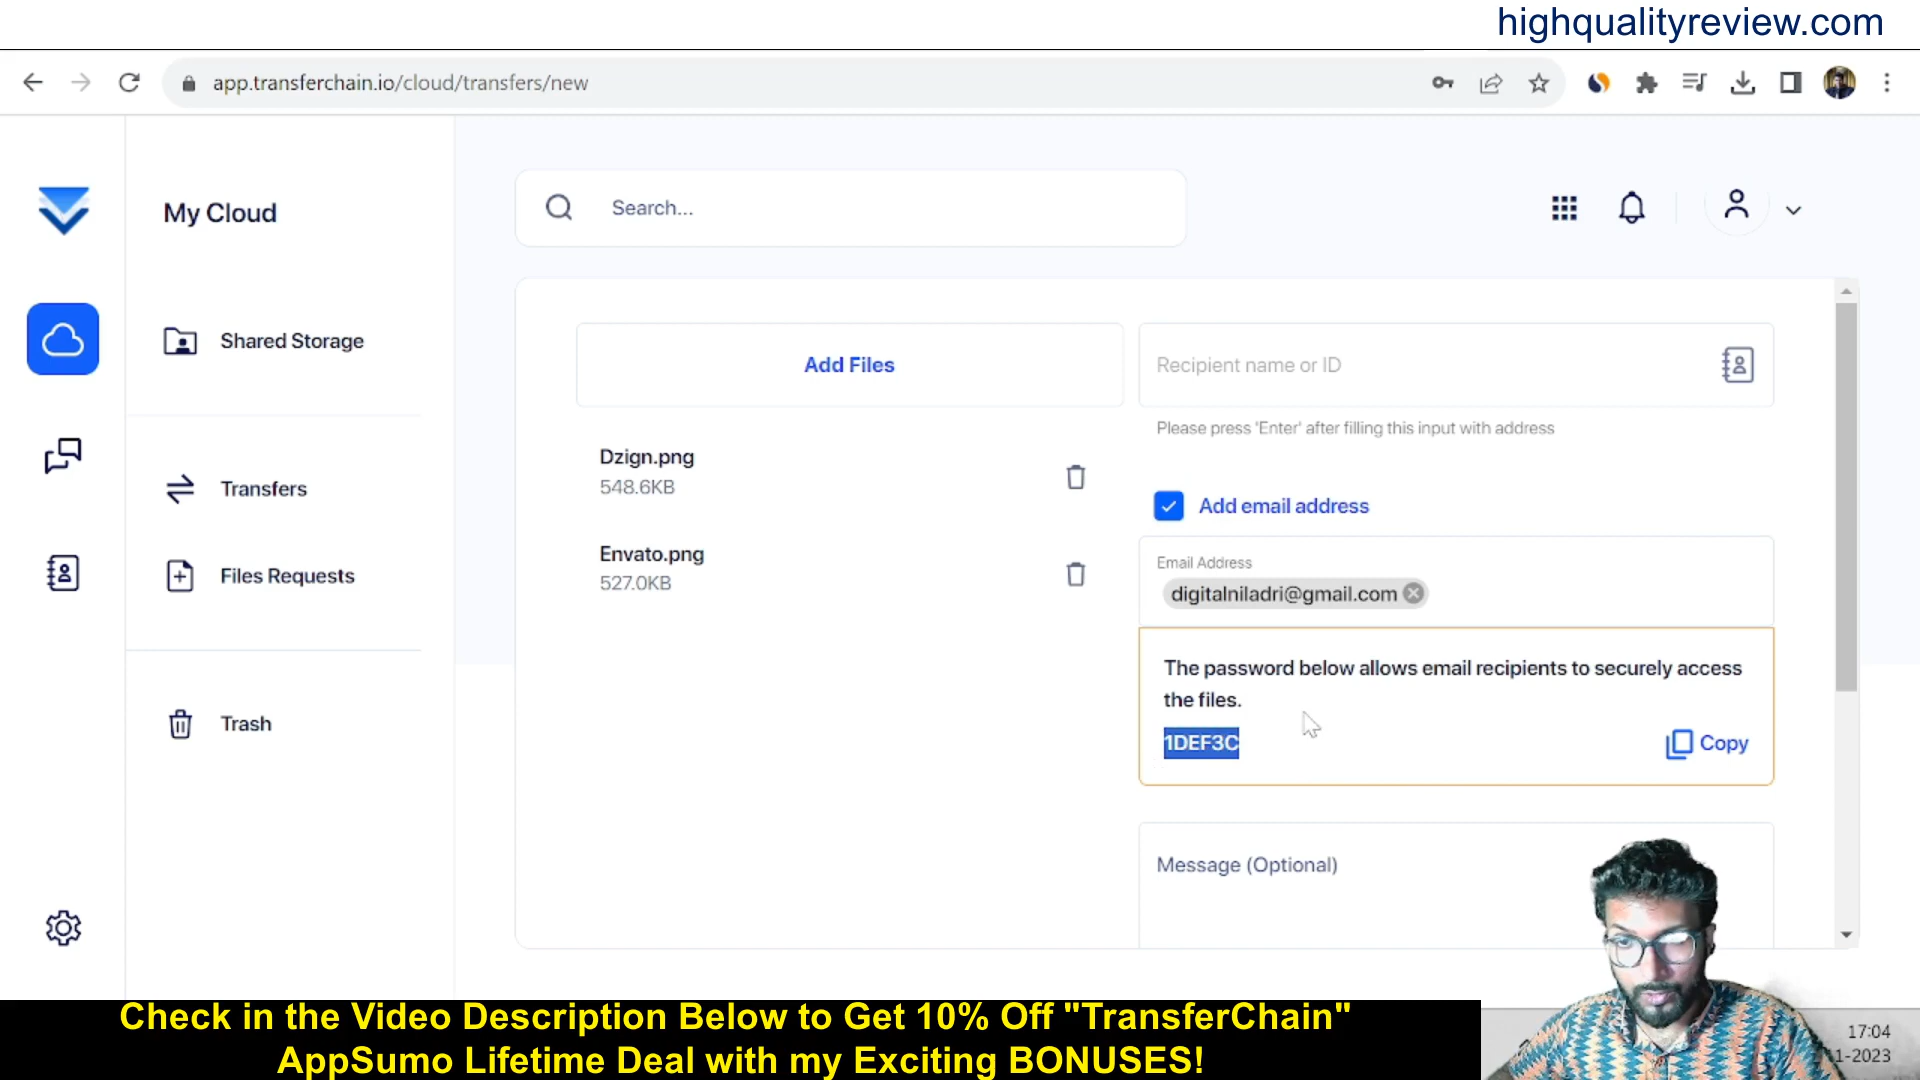 highqualityreview.com
app.transferchain.io/cloud/transfers/new
My Cloud
Search...
Shared Storage
Transfers
Files Requests
Trash
Add Files
Dzign.png
548.6KB
Envato.png
527.0KB
Recipient name or ID
Please press 'Enter' after filling this input with address
Add email address
Email Address
digitalniladri@gmail.com
The password below allows email recipients to securely access
the files.
1DEF3C
Copy
Message (Optional)
Check in the Video Description Below to Get 10% Off "TransferChain"
AppSumo Lifetime Deal with my Exciting BONUSES!
17:04
1-2023